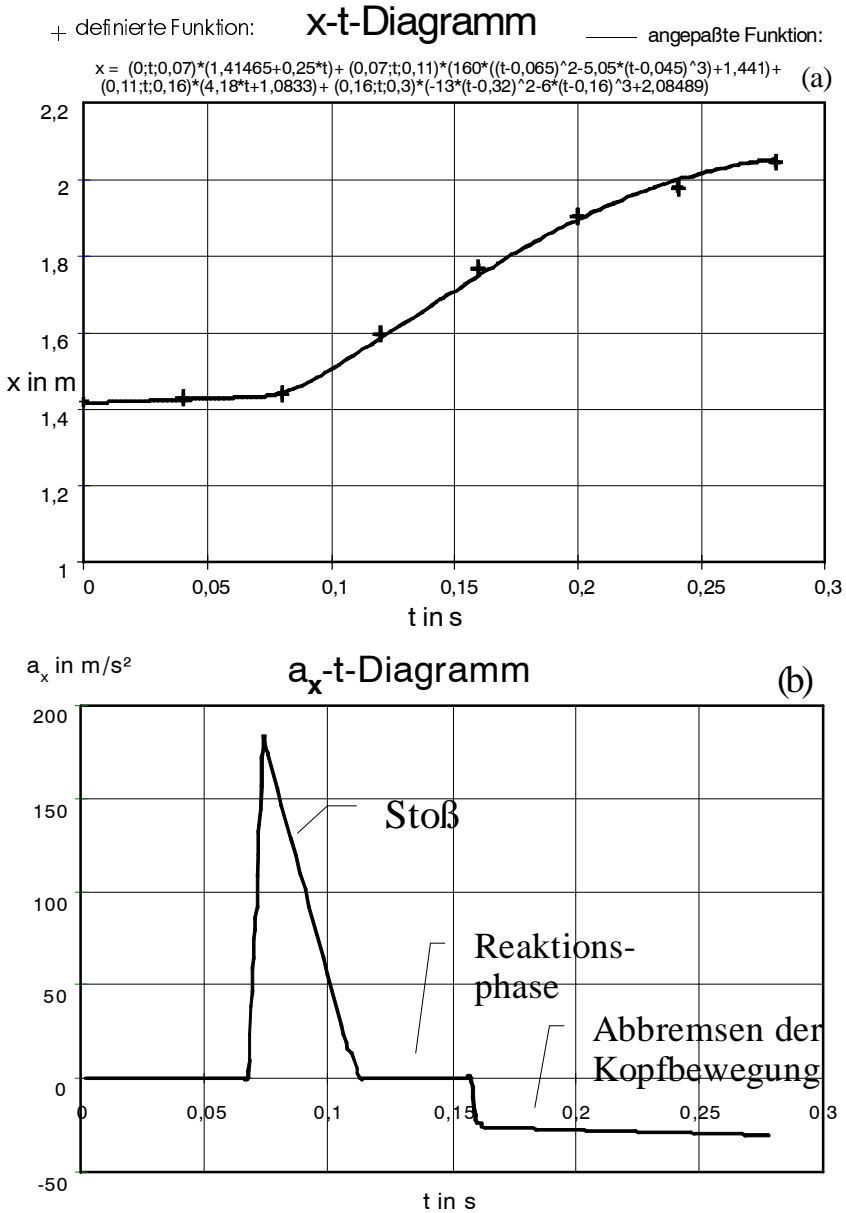 + definierte Funktion: x-t-Diagramm angepaßte Funktion:
x = (0;t;0,07)*(1,41465+0,25*t)+ (0,07;t;0,11)*(160*((t-0,065)^2-5,05*(t-0,045)^3)+1,441)+
(0,11;t;0,16)*(4,18*t+1,0833)+ (0,16;t;0,3)*(-13*(t-0,32)^2-6*(t-0,16)^3+2,08489)
(a)
2,2
2
1,8
1,6
x in m
1,4
1,2
1
0 0,05 0,1 0,15 0,2 0,25 0,3
t in s
aₓ in m/s²
aₓ-t-Diagramm
(b)
200
150
Stoß
100
Reaktions-
phase
50
Abbremsen der
Kopfbewegung
0
0 0,05 0,1 0,15 0,2 0,25 0,3
-50
t in s